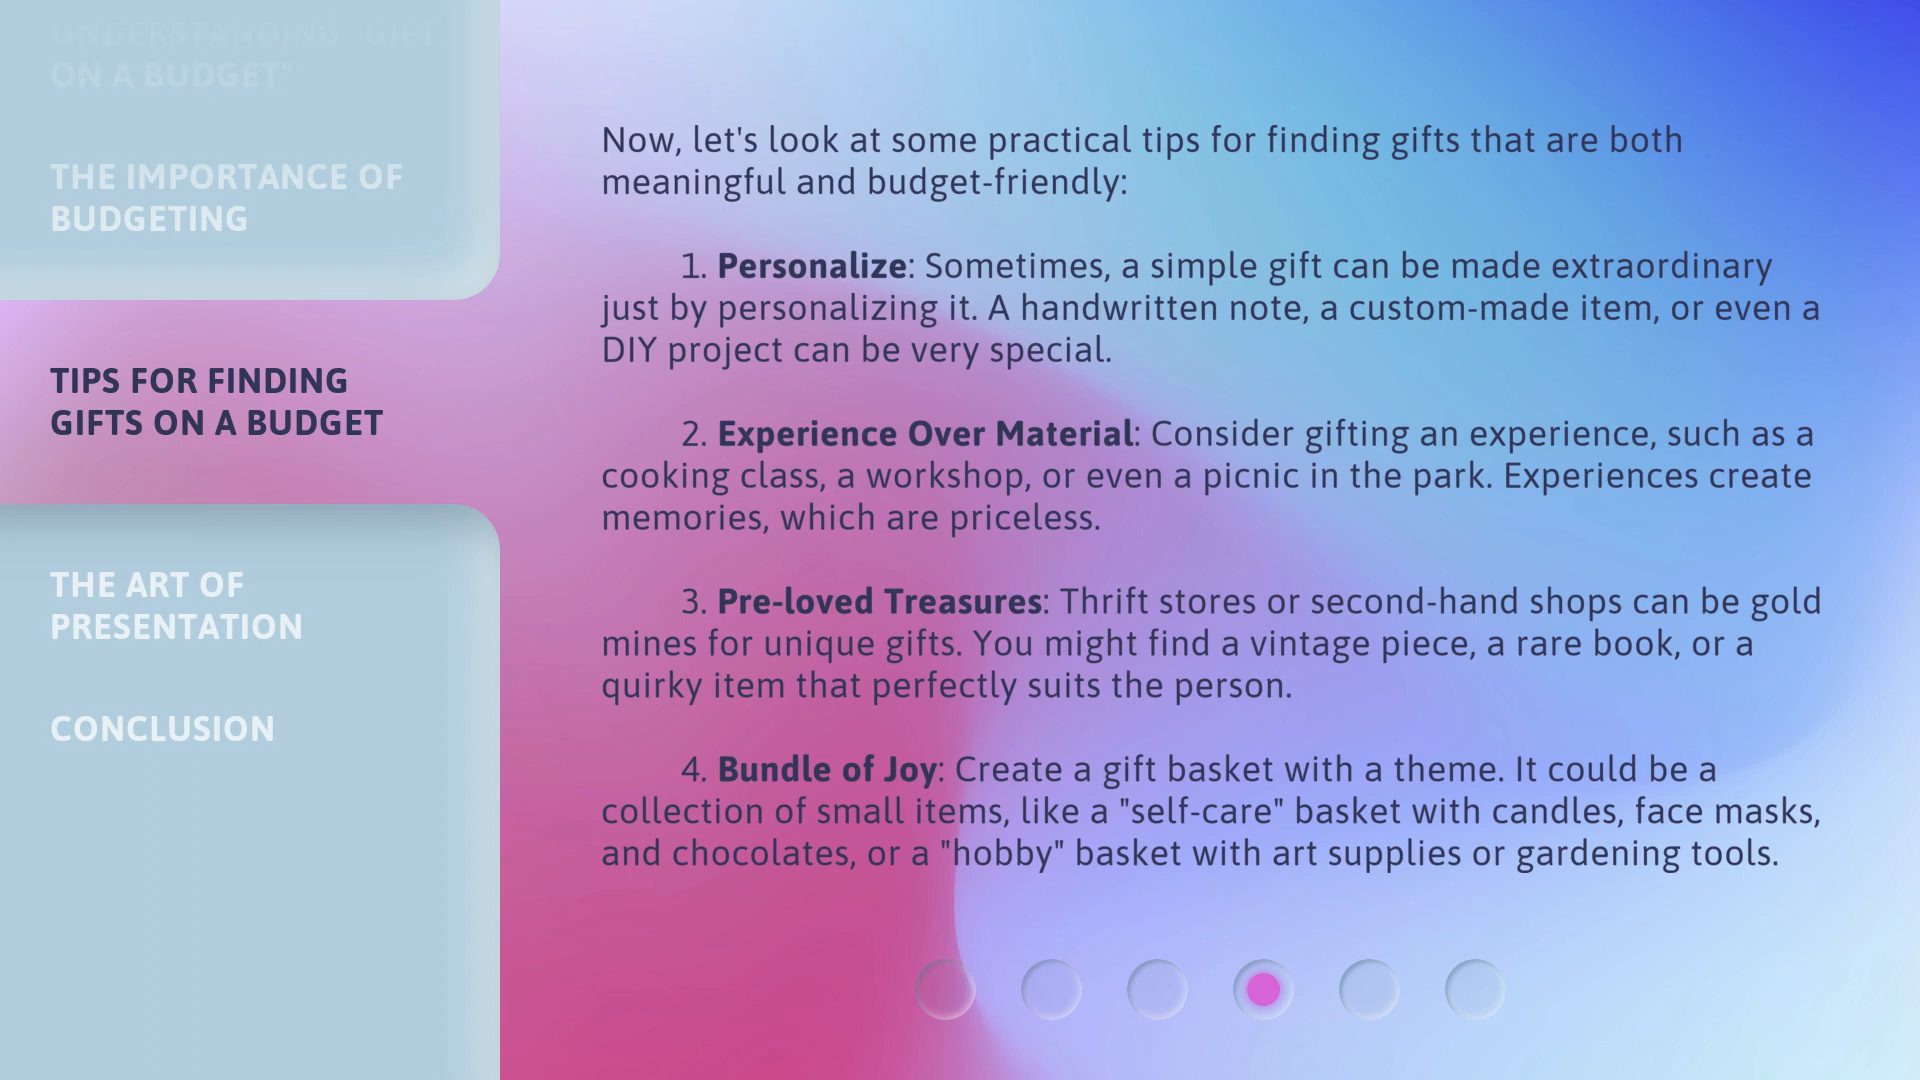 UNDERSTANDING "GIFT
ON A BUDGET"
THE IMPORTANCE OF
BUDGETING
TIPS FOR FINDING
GIFTS ON A BUDGET
THE ART OF
PRESENTATION
CONCLUSION
Now, let's look at some practical tips for finding gifts that are both
meaningful and budget-friendly:
1. Personalize: Sometimes, a simple gift can be made extraordinary
just by personalizing it. A handwritten note, a custom-made item, or even a
DIY project can be very special.
2. Experience Over Material: Consider gifting an experience, such as a
cooking class, a workshop, or even a picnic in the park. Experiences create
memories, which are priceless.
3. Pre-loved Treasures: Thrift stores or second-hand shops can be gold
mines for unique gifts. You might find a vintage piece, a rare book, or a
quirky item that perfectly suits the person.
4. Bundle of Joy: Create a gift basket with a theme. It could be a
collection of small items, like a "self-care" basket with candles, face masks,
and chocolates, or a "hobby" basket with art supplies or gardening tools.